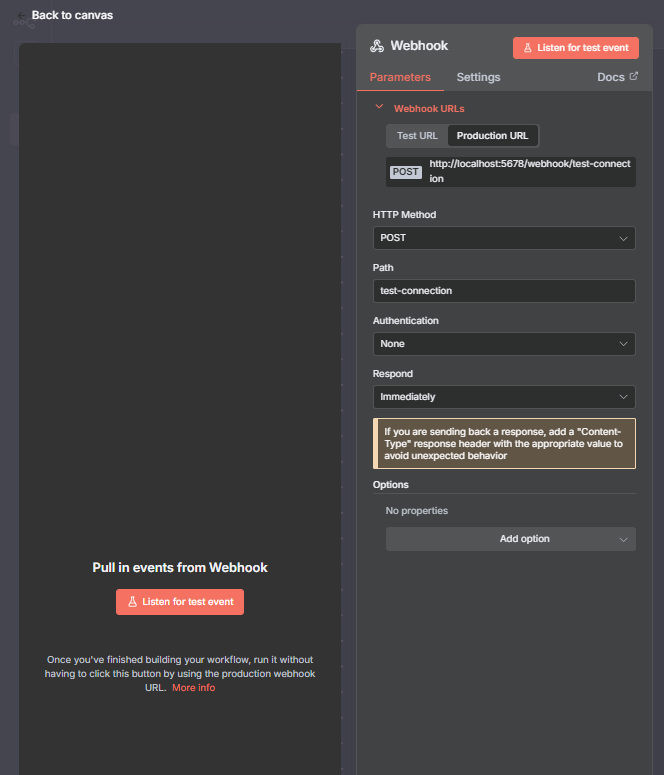 Back to canvas
Webhook
Listen for test event
Parameters
Settings
Docs
Webhook URLs
Test URL
Production URL
POST
http://localhost:5678/webhook/test-connect
ion
HTTP Method
POST
Path
test-connection
Authentication
None
Respond
Immediately
If you are sending back a response, add a "Content-
Type" response header with the appropriate value to
avoid unexpected behavior
Options
No properties
Add option
Pull in events from Webhook
Listen for test event
Once you've finished building your workflow, run it without
having to click this button by using the production webhook
URL. More info